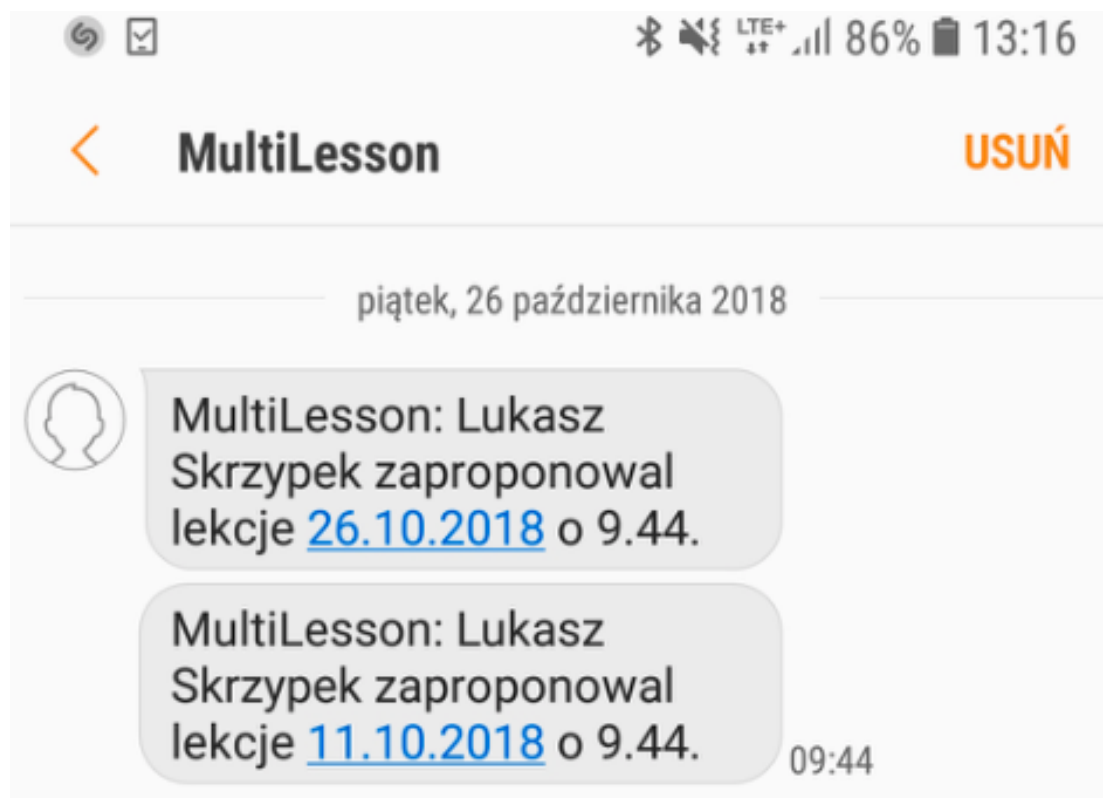 LTE+ 86% 13:16
MultiLesson USUŃ
piątek, 26 października 2018
MultiLesson: Lukasz
Skrzypek zaproponowal
lekcje 26.10.2018 o 9.44.
MultiLesson: Lukasz
Skrzypek zaproponowal
lekcje 11.10.2018 o 9.44.
09:44